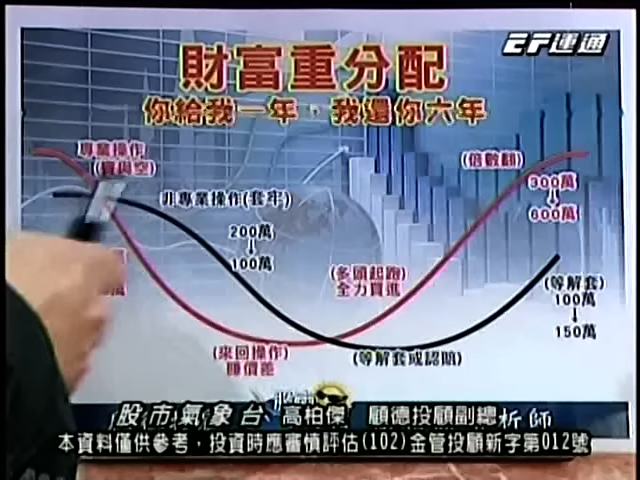 EF運通
財富重分配
你給我一年，我還你六年
專業操作
(買與空)
(倍數翻)
300萬
↓
600萬
非專業操作(套牢)
200萬
↓
100萬
(多頭起跑)
全力買進
(等解套)
100萬
↓
150萬
(來回操作)
賺價差
(等解套或認賠)
股市氣象台 高柏傑 顧德投顧副總
析師
本資料僅供參考，投資時應審慎評估(102)金管投顧新字第012號